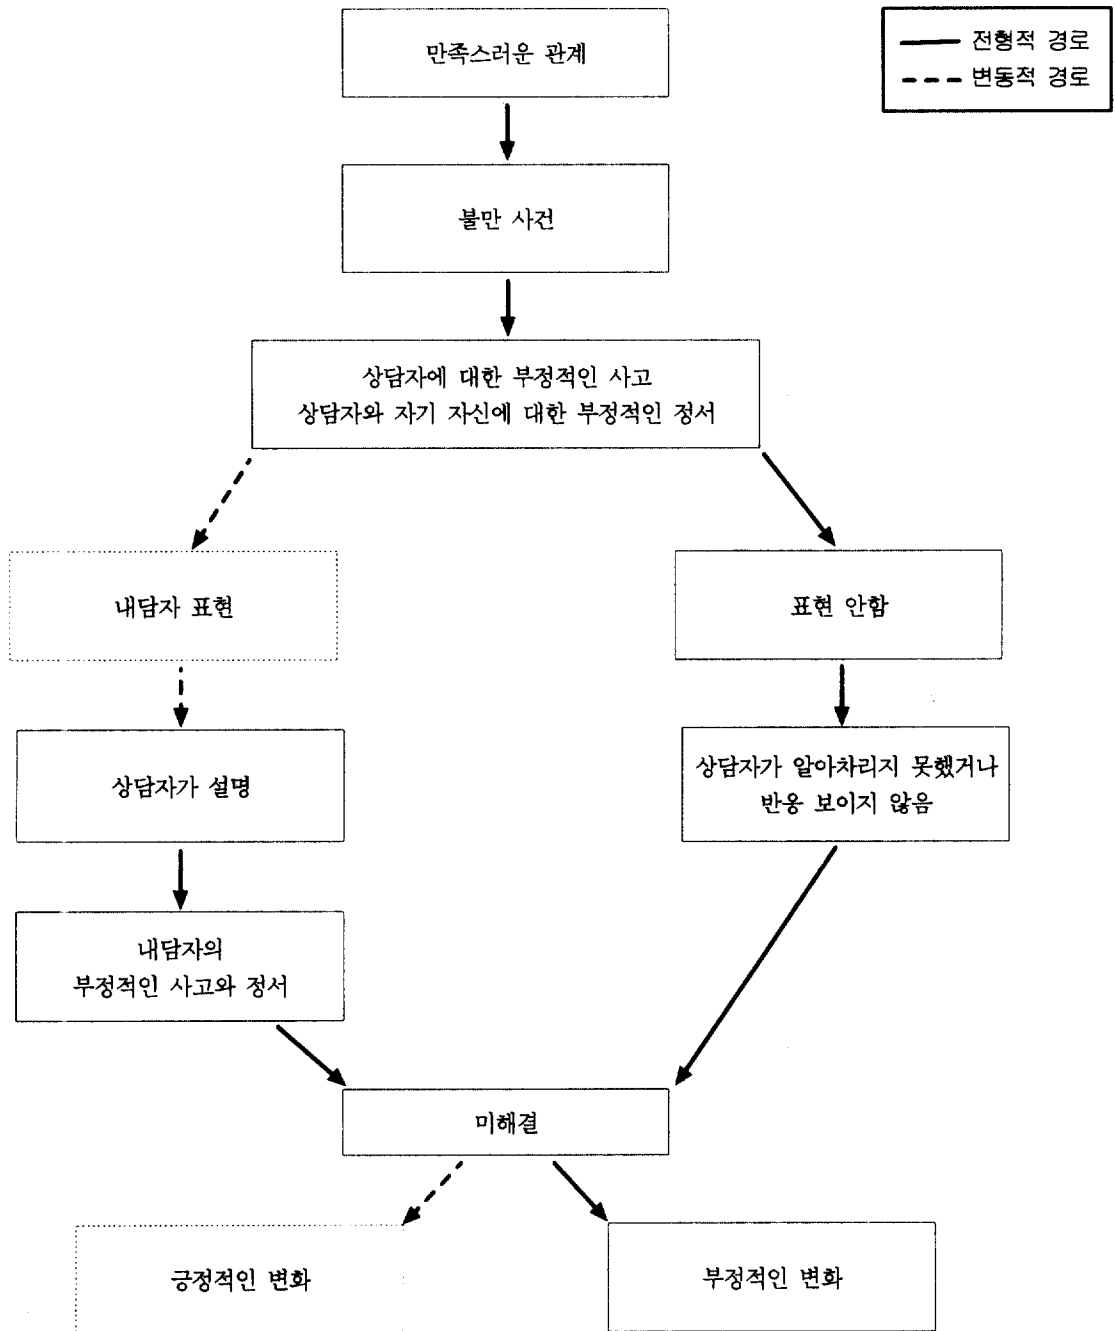 만족스러운 관계
전형적 경로
변동적 경로
불만 사건
상담자에 대한 부정적인 사고
상담자와 자기 자신에 대한 부정적인 정서
내담자 표현
표현 안함
상담자가 설명
상담자가 알아차리지 못했거나
반응 보이지 않음
내담자의
부정적인 사고와 정서
미해결
긍정적인 변화
부정적인 변화